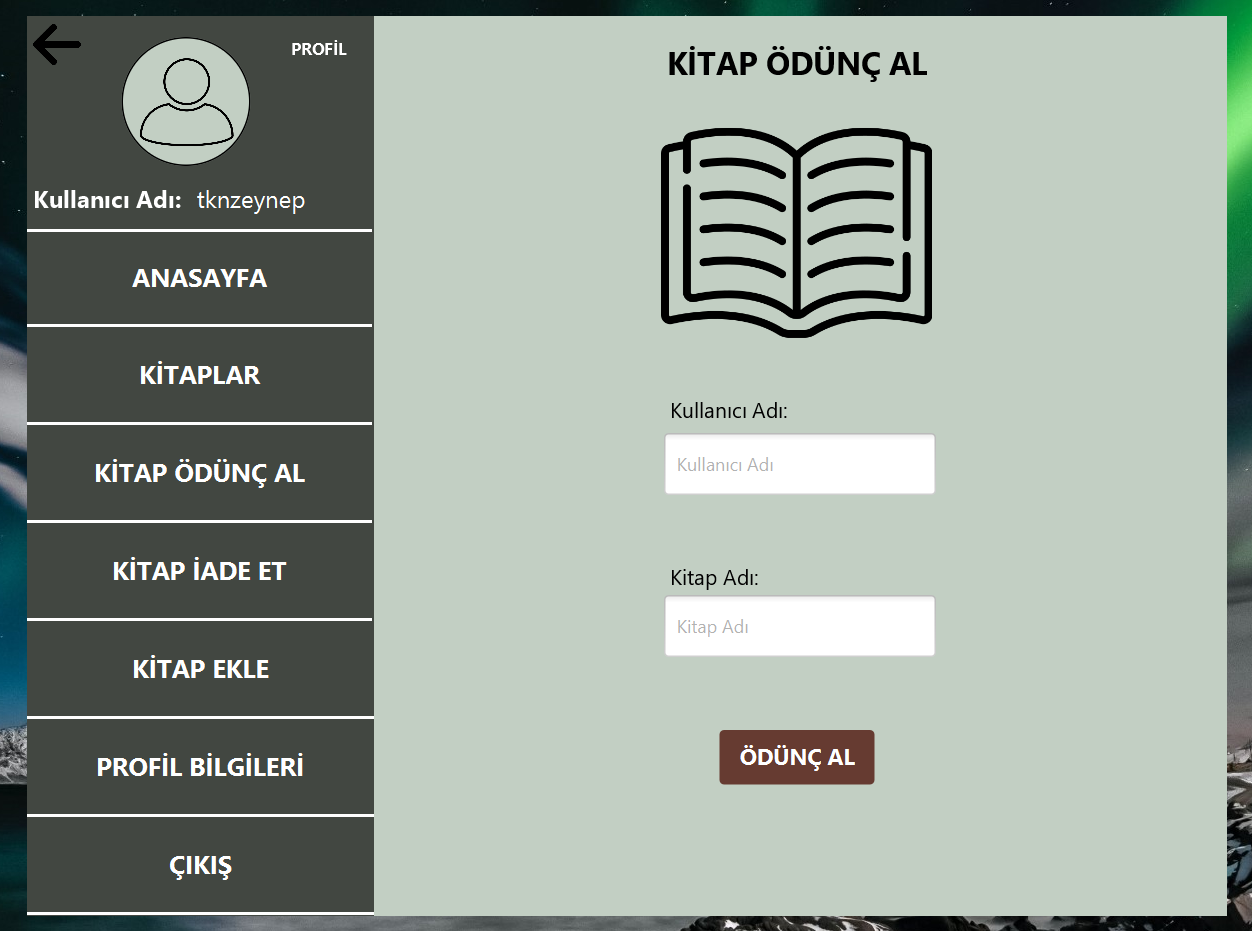 PROFİL
Kullanıcı Adı: tknzeynep
ANASAYFA
KİTAPLAR
KİTAP ÖDÜNÇ AL
KİTAP İADE ET
KİTAP EKLE
PROFİL BİLGİLERİ
ÇIKIŞ
KİTAP ÖDÜNÇ AL
Kullanıcı Adı:
Kullanıcı Adı
Kitap Adı:
Kitap Adı
ÖDÜNÇ AL